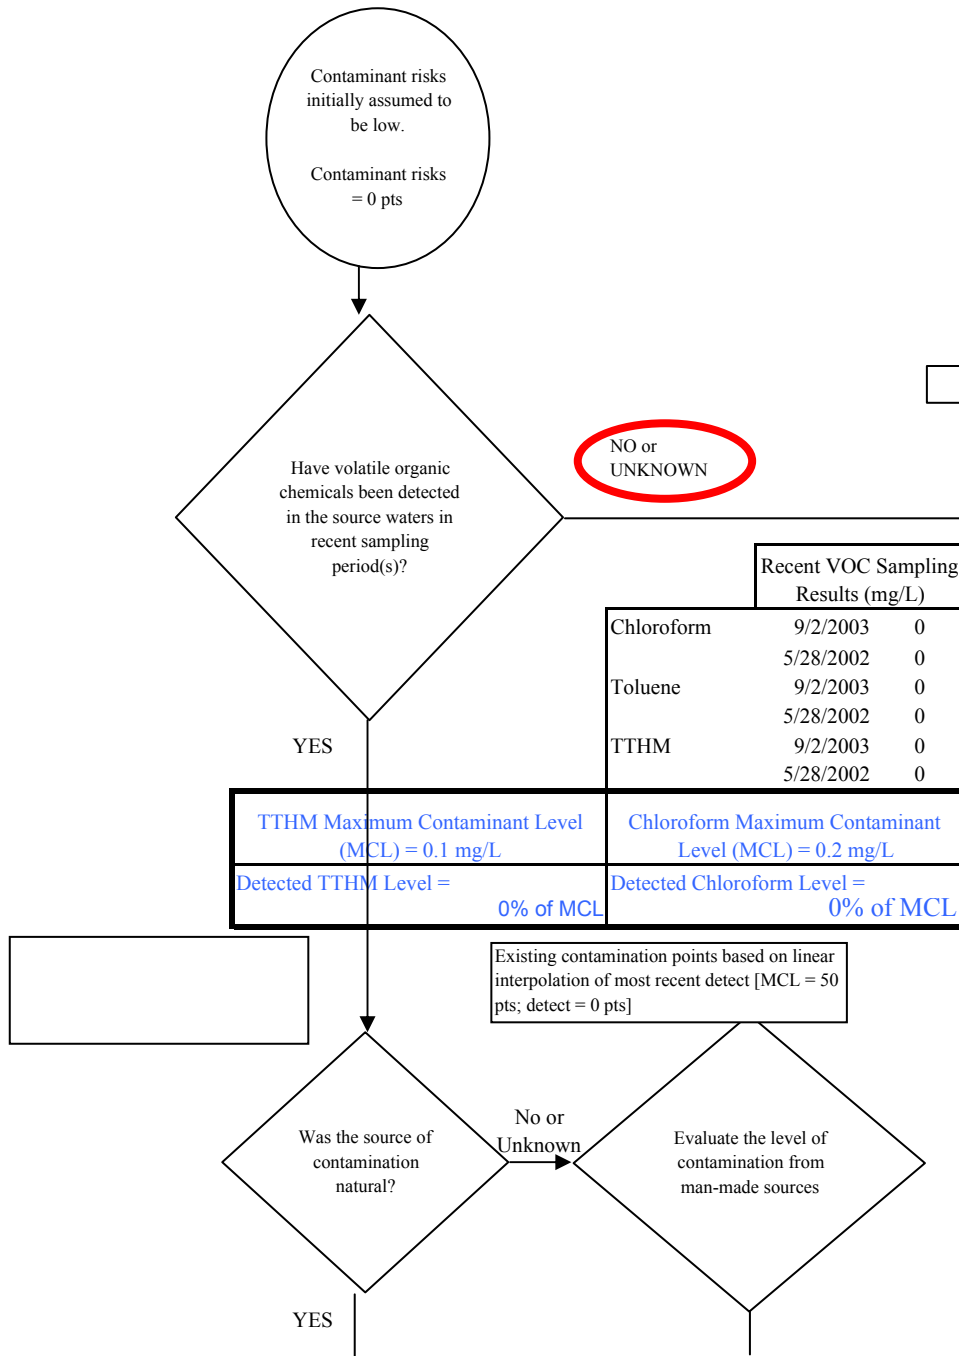 Contaminant risks
initially assumed to
be low.
Contaminant risks
= 0 pts
Have volatile organic
chemicals been detected
in the source waters in
recent sampling
period(s)?
NO or
UNKNOWN
Recent VOC Sampling
Results (mg/L)
Chloroform 9/2/2003 0
5/28/2002 0
Toluene 9/2/2003 0
5/28/2002 0
TTHM 9/2/2003 0
5/28/2002 0
YES
TTHM Maximum Contaminant Level
(MCL) = 0.1 mg/L
Chloroform Maximum Contaminant
Level (MCL) = 0.2 mg/L
Detected TTHM Level =
0% of MCL
Detected Chloroform Level =
0% of MCL
Existing contamination points based on linear
interpolation of most recent detect [MCL = 50
pts; detect = 0 pts]
Was the source of
contamination
natural?
No or
Unknown
Evaluate the level of
contamination from
man-made sources
YES